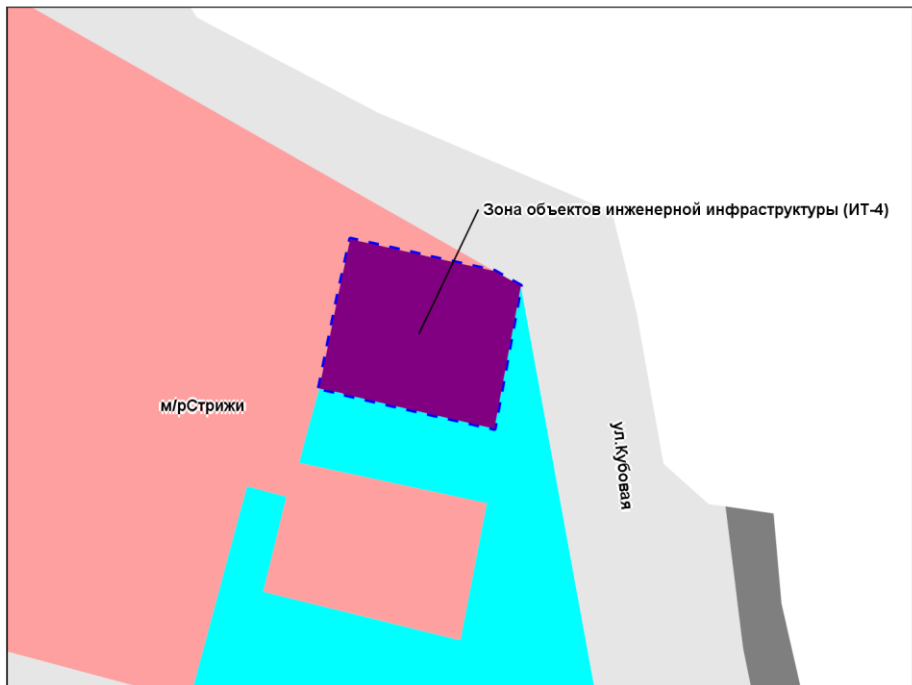 Зона объектов инженерной инфраструктуры (ИТ-4)
м/рСтрижи
ул.Кубовая